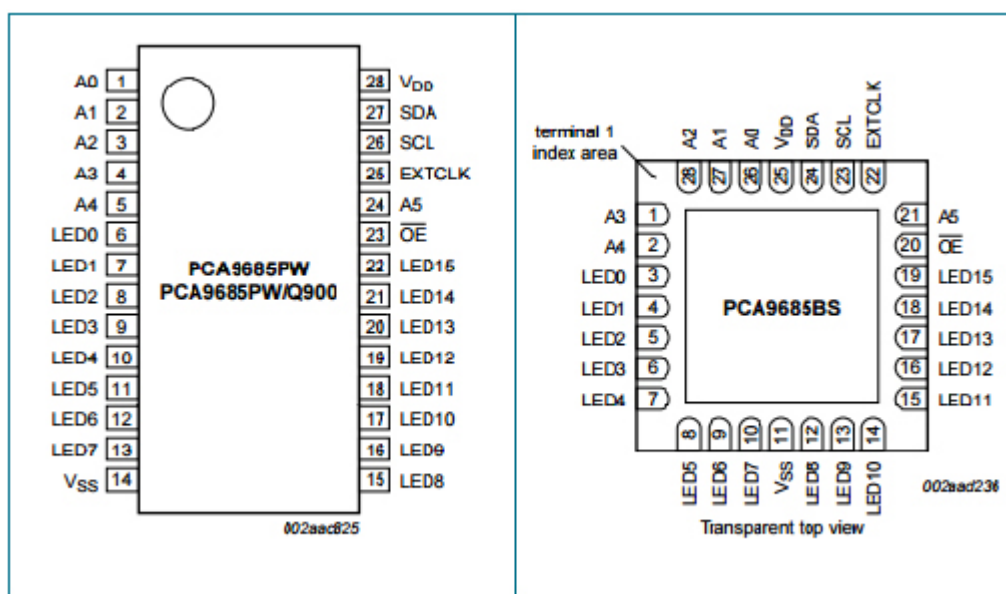 A0 1
A1 2
A2 3
A3 4
A4 5
LED0 6
LED1 7
LED2 8
LED3 9
LED4 10
LED5 11
LED6 12
LED7 13
VSS 14
PCA9685PW
PCA9685PW/Q900
28 VDD
27 SDA
26 SCL
25 EXTCLK
24 A5
23 OE
22 LED15
21 LED14
20 LED13
19 LED12
18 LED11
17 LED10
16 LED9
15 LED8
002aac825
terminal 1
index area
A2
A1
A0
VDD
SDA
SCL
EXTCLK
28
27
26
25
24
23
22
A3 1
A4 2
LED0 3
LED1 4
LED2 5
LED3 6
LED4 7
PCA9685BS
21 A5
20 OE
19 LED15
18 LED14
17 LED13
16 LED12
15 LED11
8
9
10
11
12
13
14
LED5
LED6
LED7
VSS
LED8
LED9
LED10
002aad236
Transparent top view